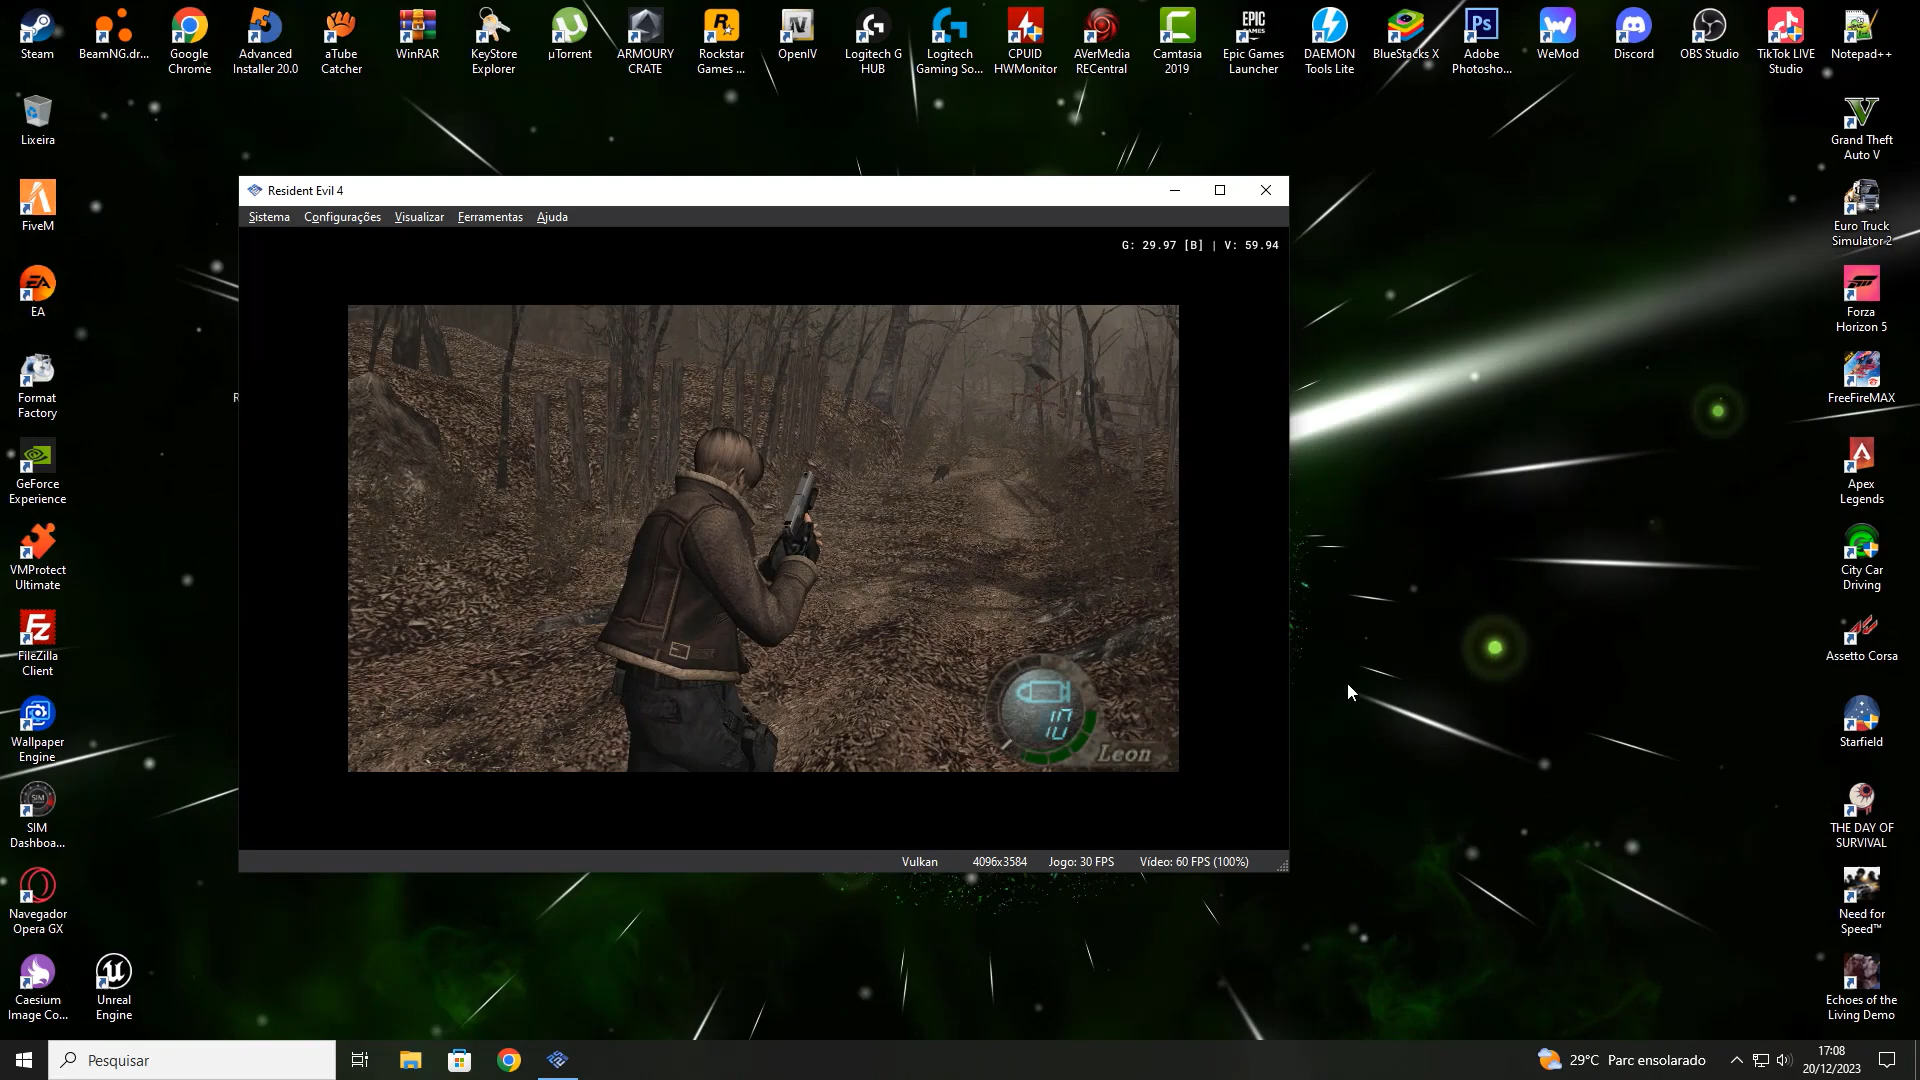 Steam
BeamNG.dr...
Google
Chrome
Advanced
Installer 20.0
aTube
Catcher
WinRAR
KeyStore
Explorer
µTorrent
ARMOURY
CRATE
Rockstar
Games ...
OpenIV
Logitech G
HUB
Logitech
Gaming So...
CPUID
HWMonitor
AVerMedia
RECentral
Camtasia
2019
Epic Games
Launcher
DAEMON
Tools Lite
BlueStacks X
Adobe
Photosho...
WeMod
Discord
OBS Studio
TikTok LIVE
Studio
Notepad++
Lixeira
FiveM
EA
Format
Factory
GeForce
Experience
VMProtect
Ultimate
FileZilla
Client
Wallpaper
Engine
SIM
Dashboa...
Navegador
Opera GX
Caesium
Image Co...
Unreal
Engine
Resident Evil 4
Sistema Configurações Visualizar Ferramentas Ajuda
G: 29.97 [B] | V: 59.94
10
Leon
Vulkan 4096x3584 Jogo: 30 FPS Vídeo: 60 FPS (100%)
Grand Theft
Auto V
Euro Truck
Simulator 2
Forza
Horizon 5
FreeFireMAX
Apex
Legends
City Car
Driving
Assetto Corsa
Starfield
THE DAY OF
SURVIVAL
Need for
Speed™
Echoes of the
Living Demo
Pesquisar
29°C Parc ensolarado
17:08
20/12/2023